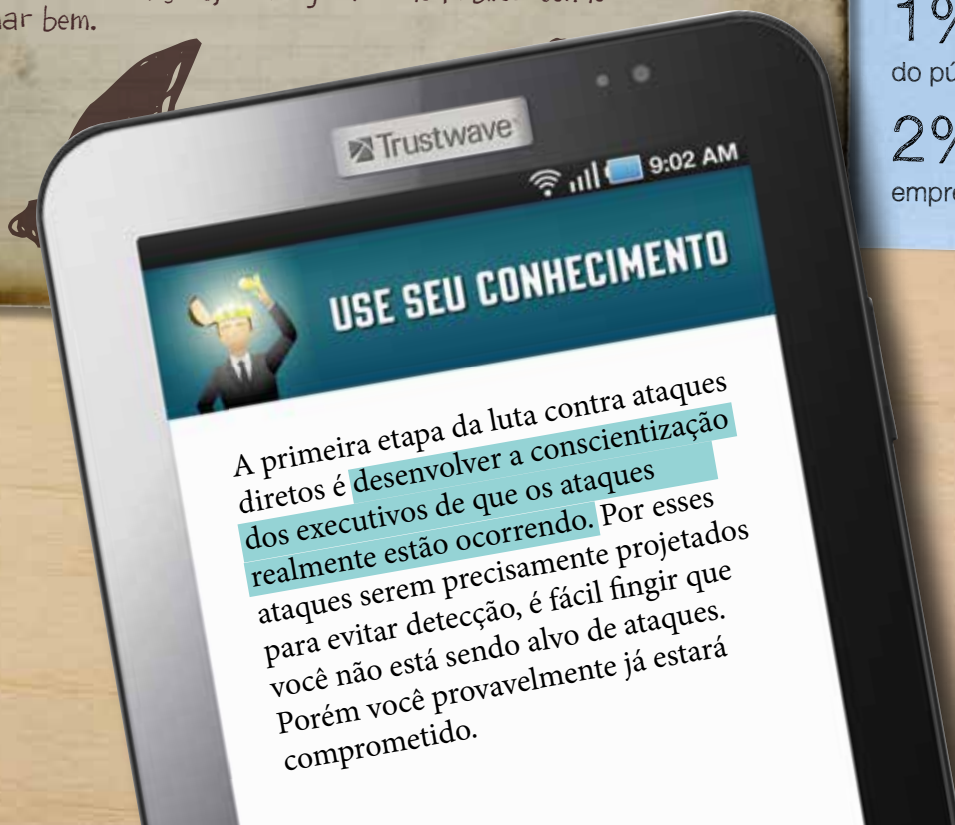 ar bem.
1%
do pú
2%
empre
Trustwave
9:02 AM
USE SEU CONHECIMENTO
A primeira etapa da luta contra ataques
diretos é desenvolver a conscientização
dos executivos de que os ataques
realmente estão ocorrendo. Por esses
ataques serem precisamente projetados
para evitar detecção, é fácil fingir que
você não está sendo alvo de ataques.
Porém você provavelmente já estará
comprometido.